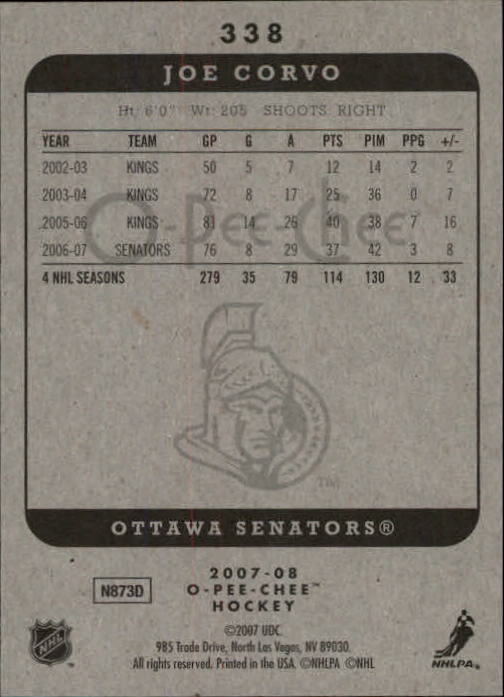 338
JOE CORVO
Ht: 6'0" Wt: 205 SHOOTS RIGHT
YEAR TEAM GP G A PTS PIM PPG +/-
2002-03 KINGS 50 5 7 12 14 2 2
2003-04 KINGS 72 8 17 25 36 0 7
2005-06 KINGS 81 14 26 40 38 7 16
2006-07 SENATORS 76 8 29 37 42 3 8
4 NHL SEASONS 279 35 79 114 130 12 33
O-Pee-Chee
TM
OTTAWA SENATORS®
2007-08
N873D O-PEE-CHEE™
HOCKEY
©2007 UDC.
985 Trade Drive, North Las Vegas, NV 89030.
All rights reserved. Printed in the USA. ©NHLPA ©NHL
NHL
NHLPA®